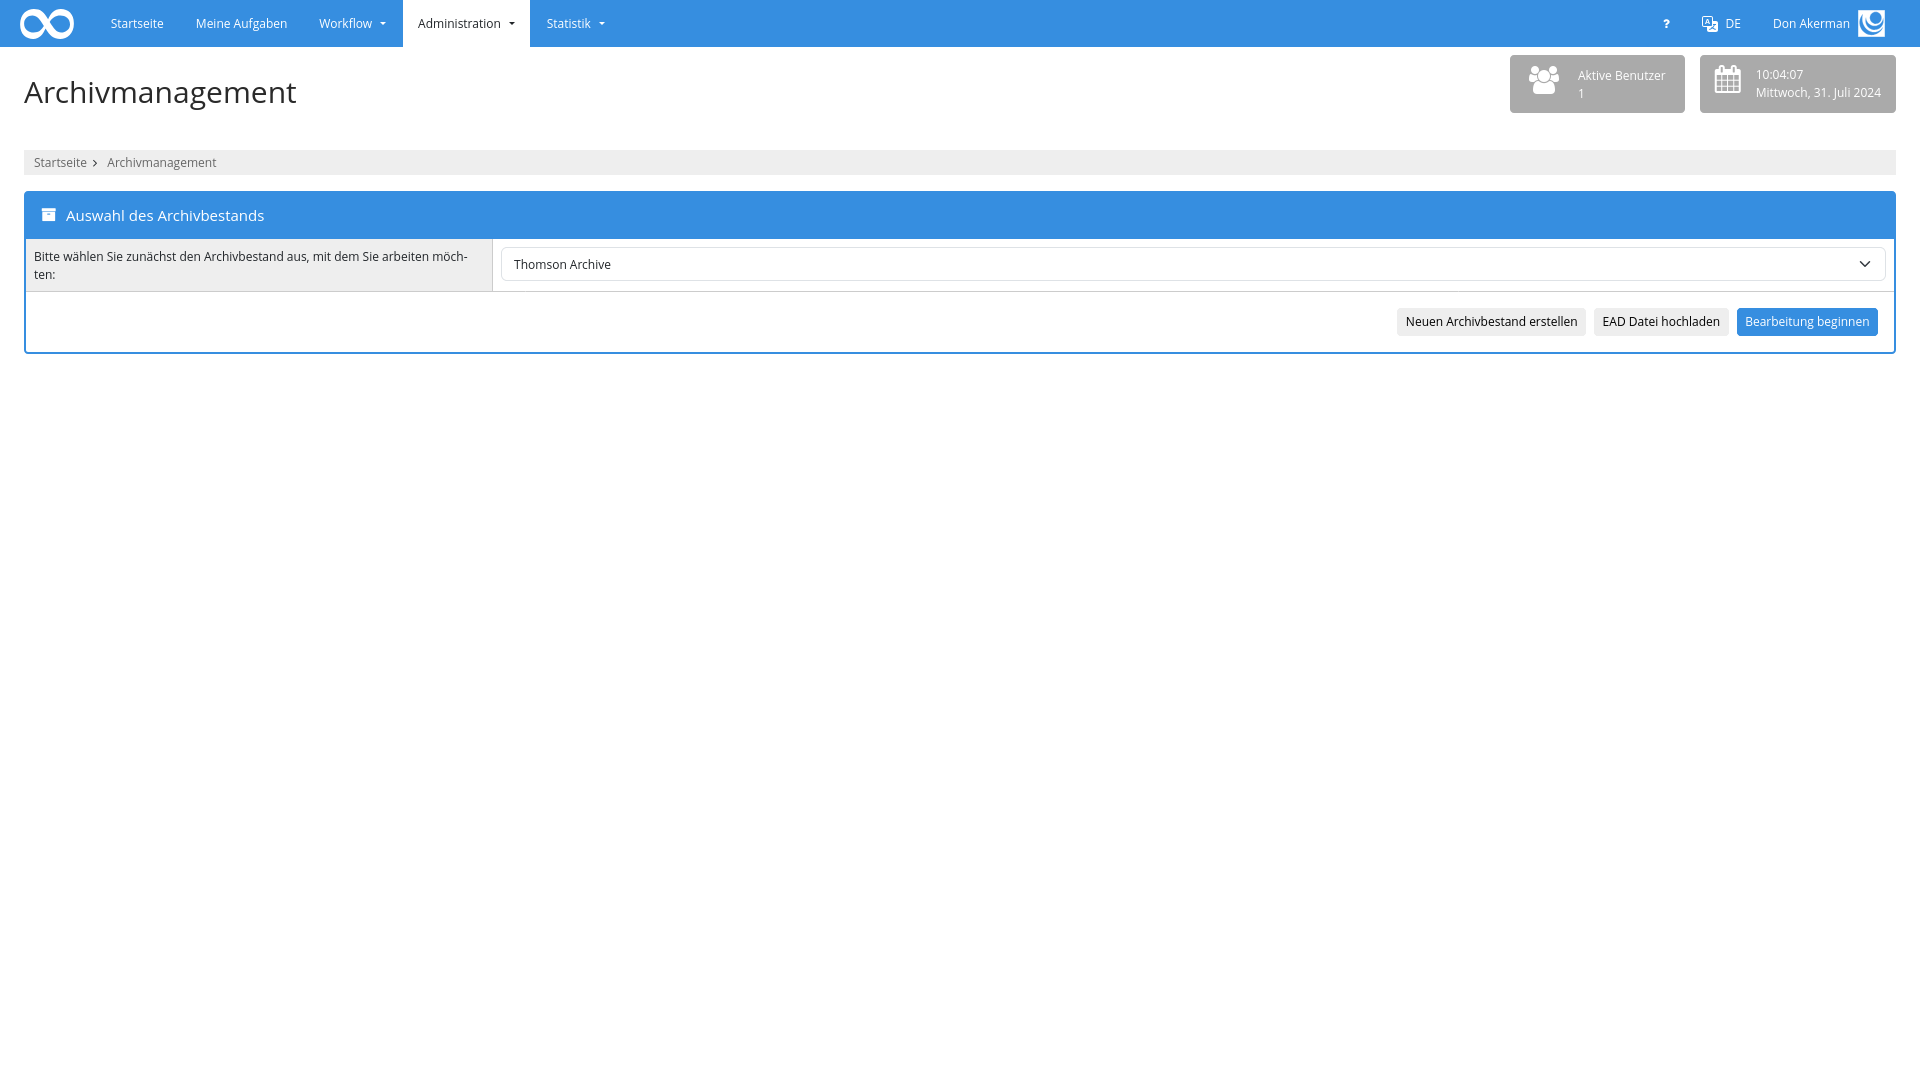 Startseite
Meine Aufgaben
Workflow
Administration
Statistik
?
DE
Don Akerman
Archivmanagement
Aktive Benutzer
1
10:04:07
Mittwoch, 31. Juli 2024
Startseite
Archivmanagement
Auswahl des Archivbestands
Bitte wählen Sie zunächst den Archivbestand aus, mit dem Sie arbeiten möch-
ten:
Thomson Archive
Neuen Archivbestand erstellen
EAD Datei hochladen
Bearbeitung beginnen